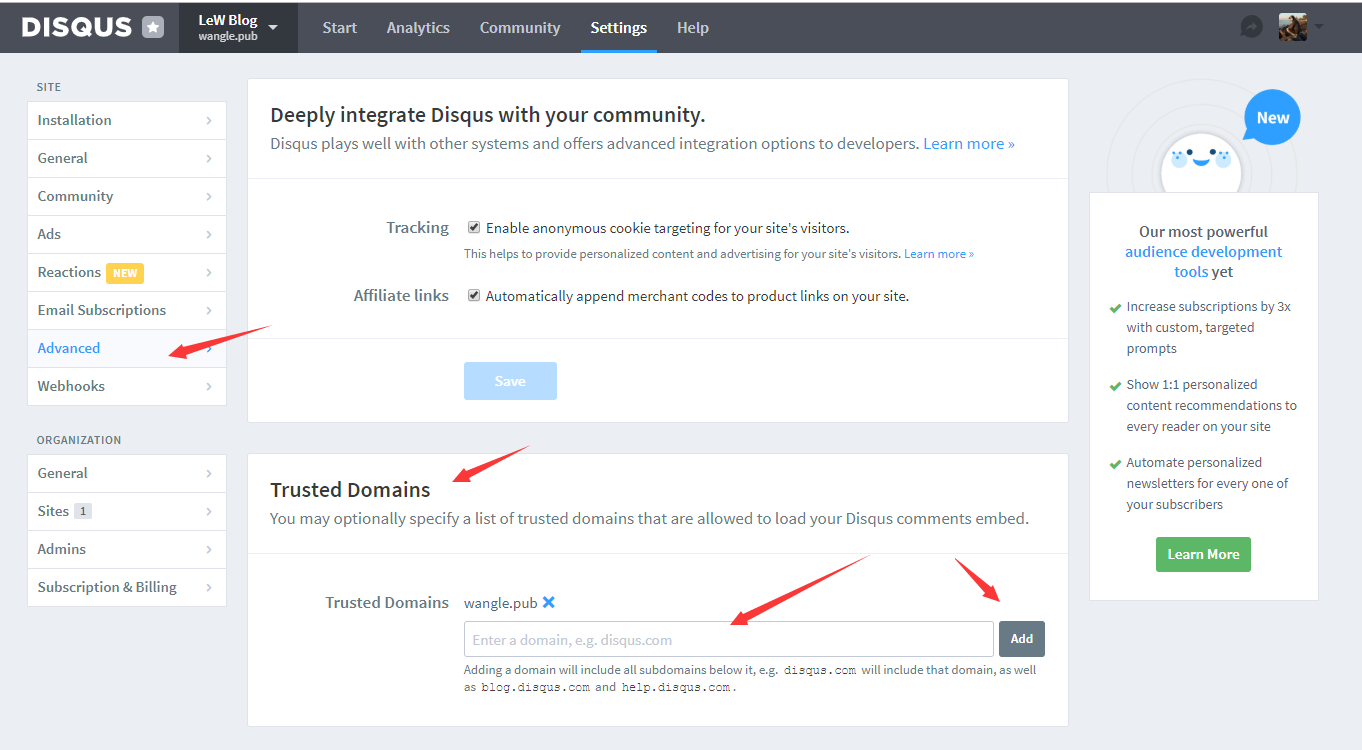 DISQUS
LeW Blog
wangle.pub
Start
Analytics
Community
Settings
Help
SITE
Installation
General
Community
Ads
Reactions NEW
Email Subscriptions
Advanced
Webhooks
ORGANIZATION
General
Sites 1
Admins
Subscription & Billing
Deeply integrate Disqus with your community.
Disqus plays well with other systems and offers advanced integration options to developers. Learn more »
Tracking
Enable anonymous cookie targeting for your site's visitors.
This helps to provide personalized content and advertising for your site's visitors. Learn more »
Affiliate links
Automatically append merchant codes to product links on your site.
Save
Trusted Domains
You may optionally specify a list of trusted domains that are allowed to load your Disqus comments embed.
Trusted Domains
wangle.pub
Enter a domain, e.g. disqus.com
Add
Adding a domain will include all subdomains below it, e.g. disqus.com will include that domain, as well
as blog.disqus.com and help.disqus.com.
New
Our most powerful
audience development
tools yet
Increase subscriptions by 3x
with custom, targeted
prompts
Show 1:1 personalized
content recommendations to
every reader on your site
Automate personalized
newsletters for every one of
your subscribers
Learn More